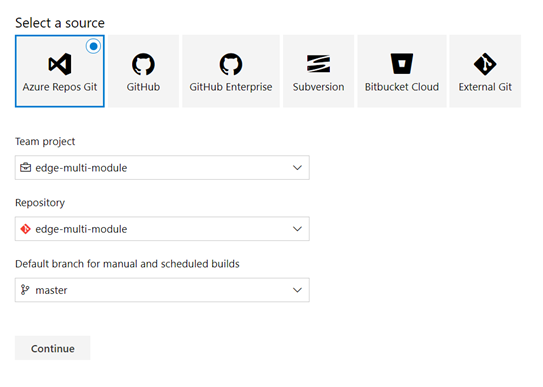 Select a source
Azure Repos Git GitHub GitHub Enterprise Subversion Bitbucket Cloud External Git
Team project
edge-multi-module
Repository
edge-multi-module
Default branch for manual and scheduled builds
master
Continue